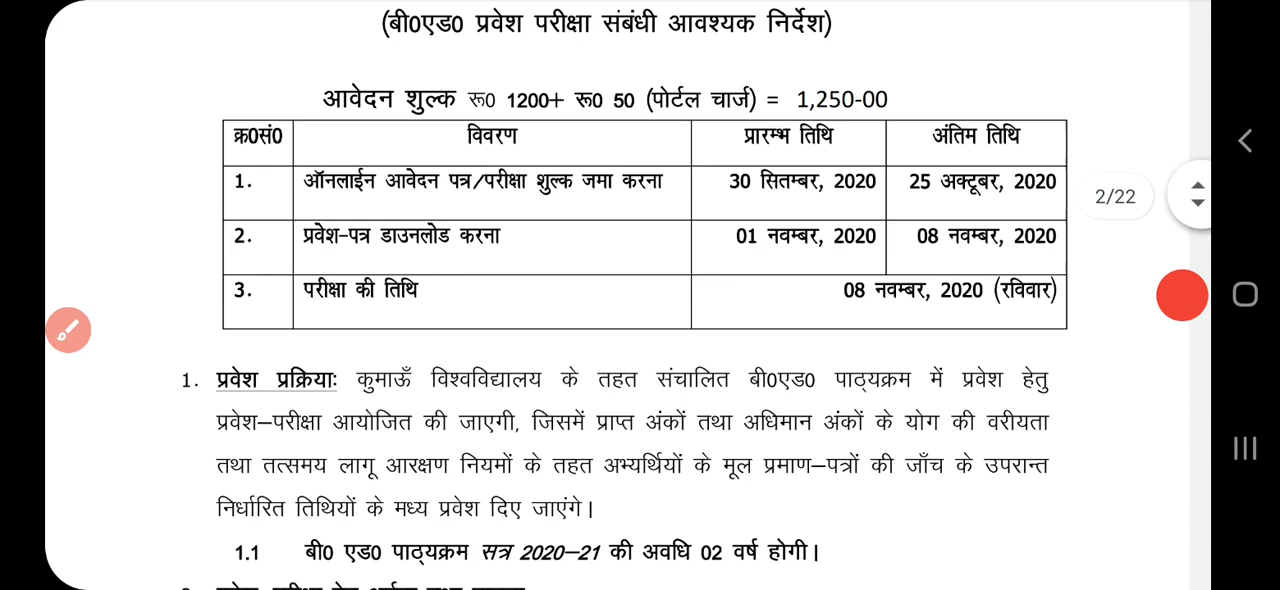 (बी0एड0 प्रवेश परीक्षा संबंधी आवश्यक निर्देश)
आवेदन शुल्क रू0 1200+ रू0 50 (पोर्टल चार्ज) = 1,250-00
क्र0सं0 विवरण प्रारम्भ तिथि अंतिम तिथि
1. ऑनलाईन आवेदन पत्र/परीक्षा शुल्क जमा करना 30 सितम्बर, 2020 25 अक्टूबर, 2020
2. प्रवेश-पत्र डाउनलोड करना 01 नवम्बर, 2020 08 नवम्बर, 2020
3. परीक्षा की तिथि 08 नवम्बर, 2020 (रविवार)
2/22
1. प्रवेश प्रक्रियाः कुमाऊँ विश्वविद्यालय के तहत संचालित बी0एड0 पाठ्यक्रम में प्रवेश हेतु
प्रवेश–परीक्षा आयोजित की जाएगी, जिसमें प्राप्त अंकों तथा अधिमान अंकों के योग की वरीयता
तथा तत्समय लागू आरक्षण नियमों के तहत अभ्यर्थियों के मूल प्रमाण–पत्रों की जाँच के उपरान्त
निर्धारित तिथियों के मध्य प्रवेश दिए जाएंगे।
1.1 बी0 एड0 पाठ्यक्रम सत्र 2020–21 की अवधि 02 वर्ष होगी।